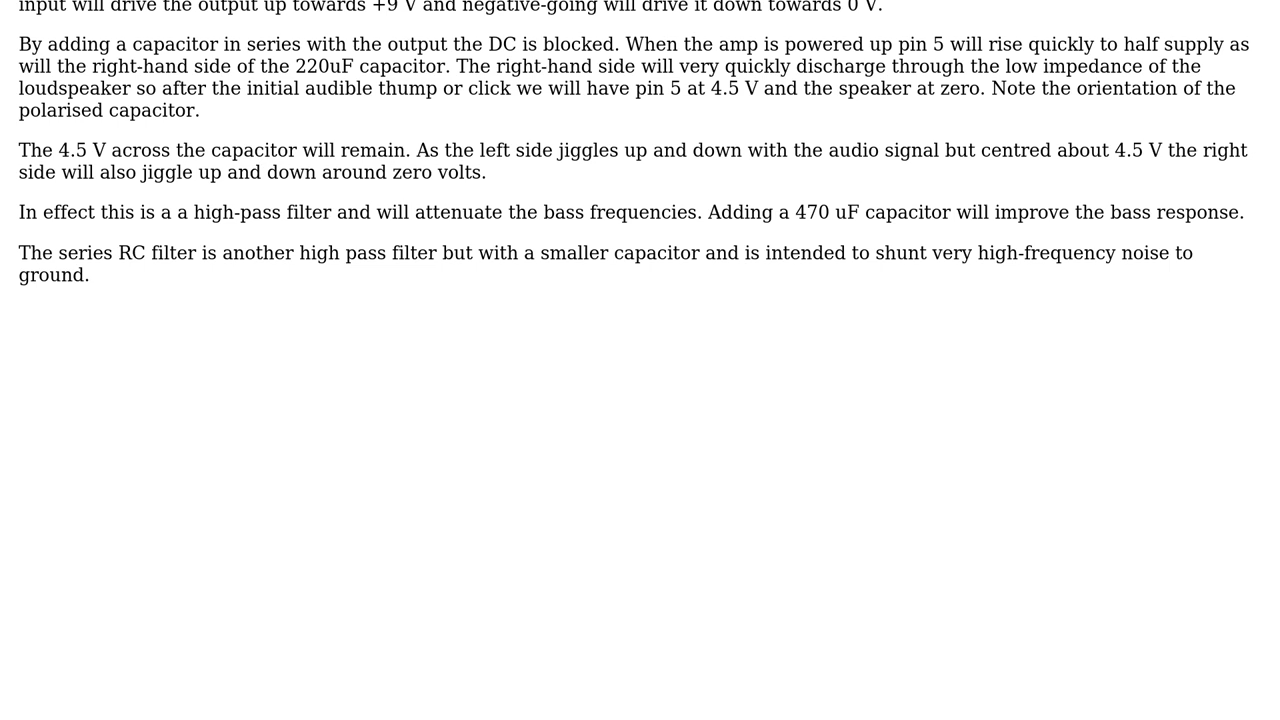 input will drive the output up towards +9 V and negative-going will drive it down towards 0 V.
By adding a capacitor in series with the output the DC is blocked. When the amp is powered up pin 5 will rise quickly to half supply as
will the right-hand side of the 220uF capacitor. The right-hand side will very quickly discharge through the low impedance of the
loudspeaker so after the initial audible thump or click we will have pin 5 at 4.5 V and the speaker at zero. Note the orientation of the
polarised capacitor.
The 4.5 V across the capacitor will remain. As the left side jiggles up and down with the audio signal but centred about 4.5 V the right
side will also jiggle up and down around zero volts.
In effect this is a a high-pass filter and will attenuate the bass frequencies. Adding a 470 uF capacitor will improve the bass response.
The series RC filter is another high pass filter but with a smaller capacitor and is intended to shunt very high-frequency noise to
ground.